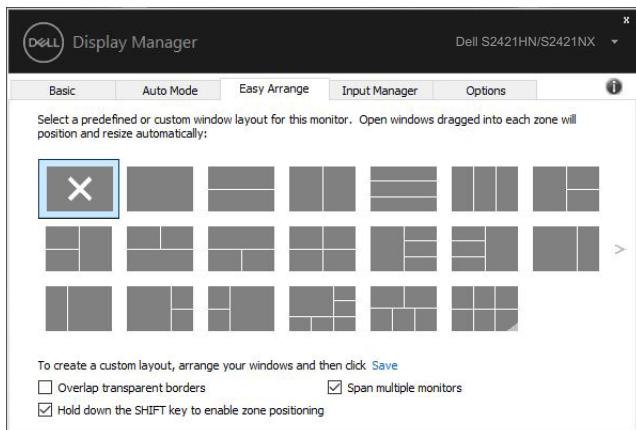 DELL Display Manager Dell S2421HN/S2421NX x
Basic Auto Mode Easy Arrange Input Manager Options i
Select a predefined or custom window layout for this monitor. Open windows dragged into each zone will
position and resize automatically:
>
To create a custom layout, arrange your windows and then click Save
Overlap transparent borders Span multiple monitors
Hold down the SHIFT key to enable zone positioning